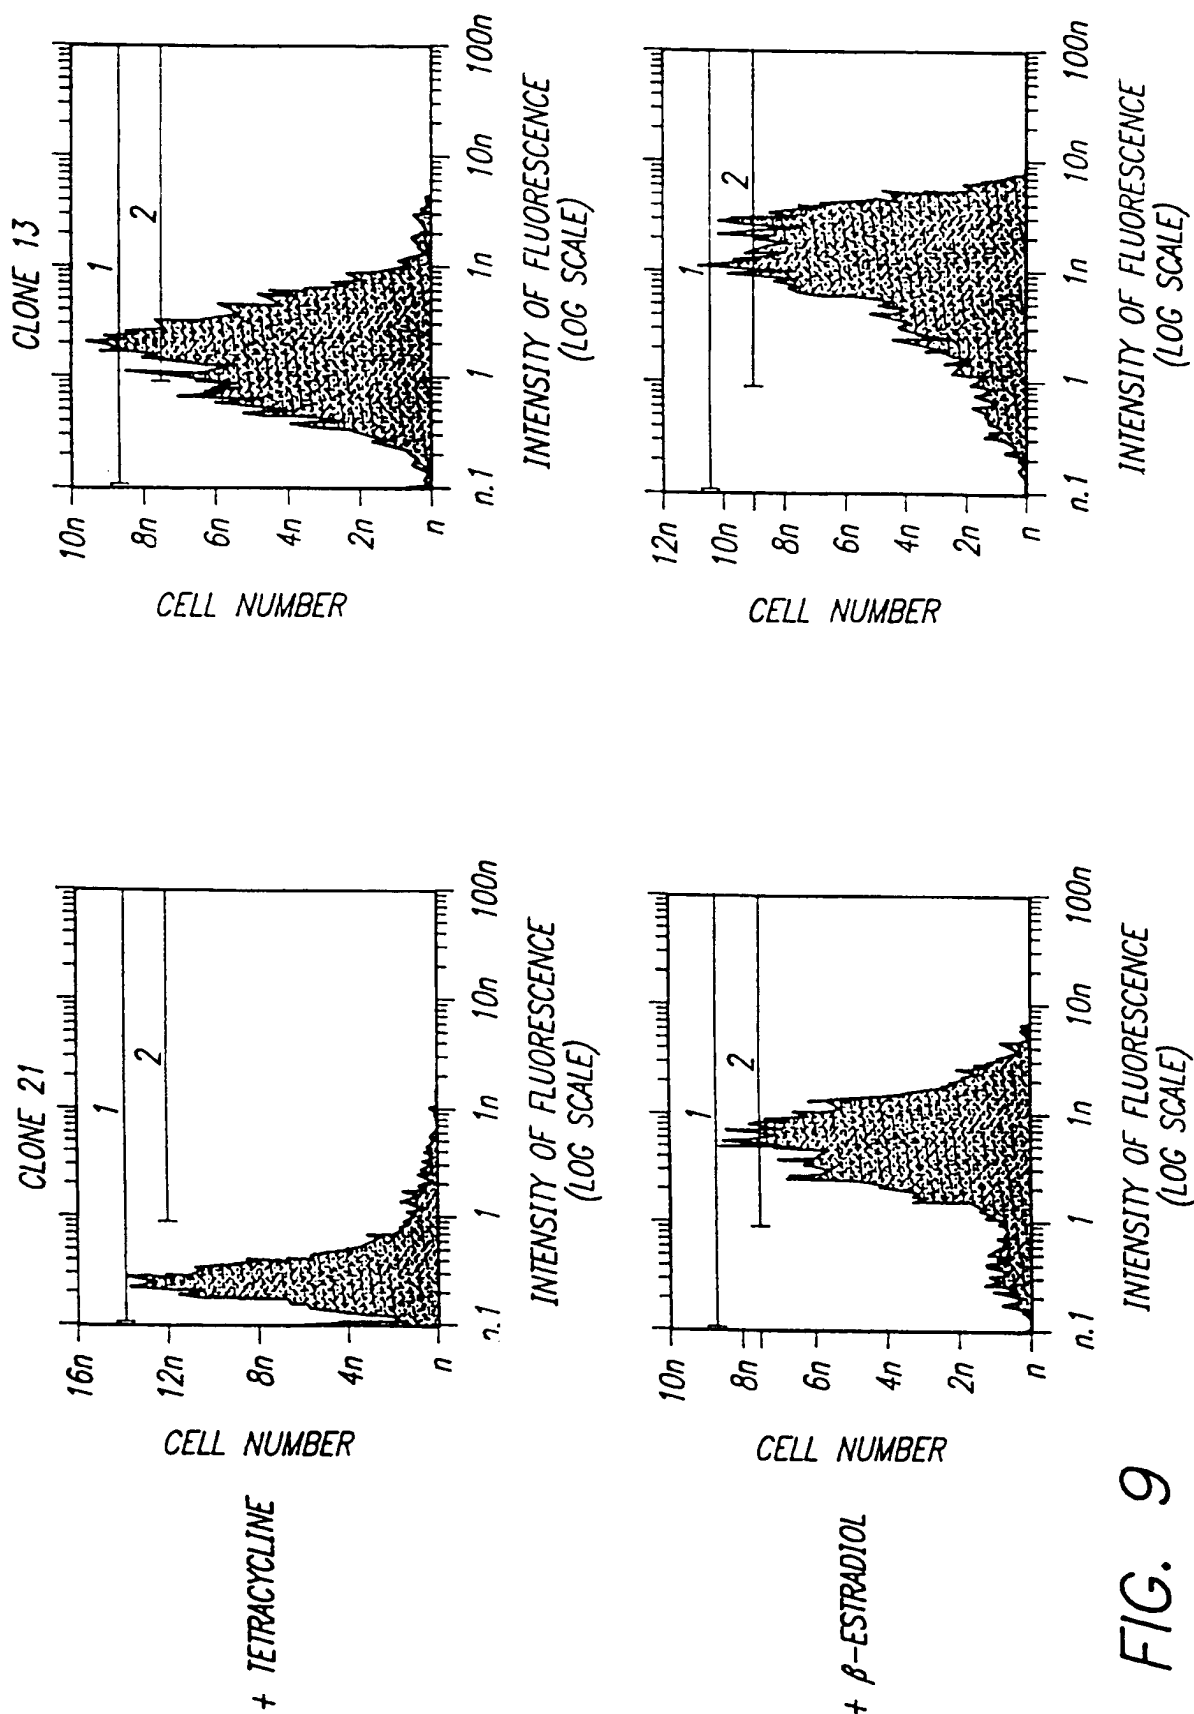 CLONE 21
CLONE 13
+ TETRACYCLINE
CELL NUMBER
16n
12n
8n
4n
n
1
2
n.1
1
1n
10n
100n
INTENSITY OF FLUORESCENCE
(LOG SCALE)
CELL NUMBER
10n
8n
6n
4n
2n
n
1
2
n.1
1
1n
10n
100n
INTENSITY OF FLUORESCENCE
(LOG SCALE)
+ β-ESTRADIOL
CELL NUMBER
10n
8n
6n
4n
2n
n
1
2
n.1
1
1n
10n
100n
INTENSITY OF FLUORESCENCE
(LOG SCALE)
CELL NUMBER
12n
10n
8n
6n
4n
2n
n
1
2
n.1
1
1n
10n
100n
INTENSITY OF FLUORESCENCE
(LOG SCALE)
FIG. 9